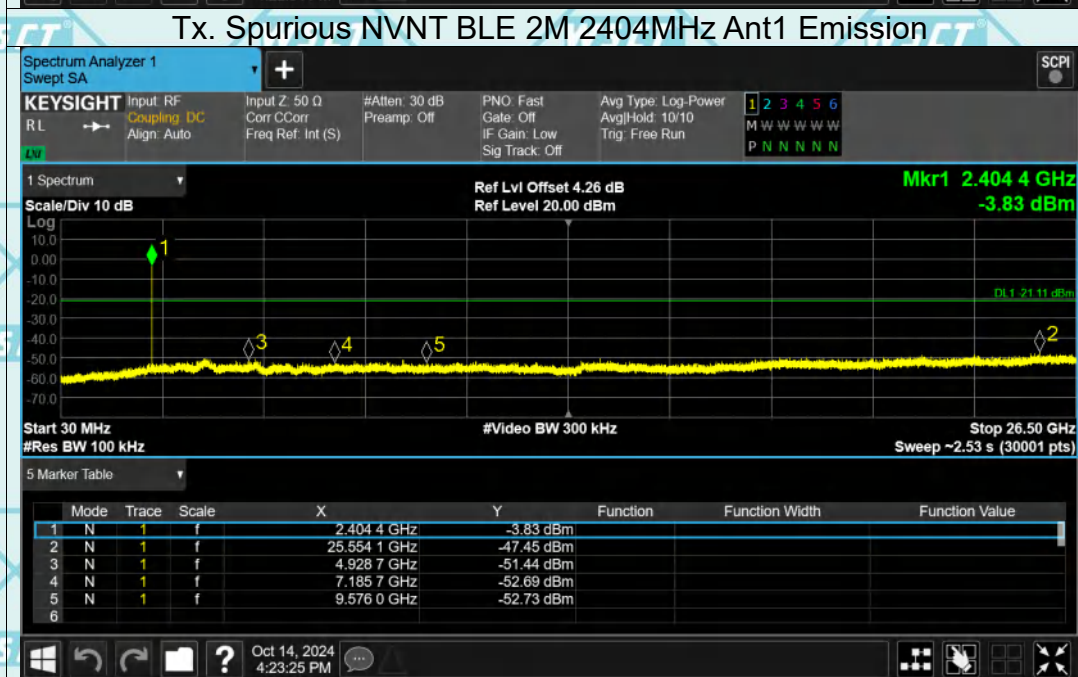 Tx. Spurious NVNT BLE 2M 2404MHz Ant1 Emission
Spectrum Analyzer 1
Swept SA
+
SCPI
KEYSIGHT Input: RF Input Z: 50 Ω #Atten: 30 dB PNO: Fast Avg Type: Log-Power 1 2 3 4 5 6
RL Coupling: DC Corr CCorr Preamp: Off Gate: Off Avg|Hold: 10/10 M W W W W W
Align: Auto Freq Ref: Int (S) IF Gain: Low Trig: Free Run P N N N N N
LXI Sig Track: Off
1 Spectrum Ref Lvl Offset 4.26 dB Mkr1 2.404 4 GHz
Scale/Div 10 dB Ref Level 20.00 dBm -3.83 dBm
Log
10.0
1
0.00
-10.0
-20.0 DL1 -21.11 dBm
-30.0
-40.0 3 4 5 2
-50.0
-60.0
-70.0
Start 30 MHz #Video BW 300 kHz Stop 26.50 GHz
#Res BW 100 kHz Sweep ~2.53 s (30001 pts)
5 Marker Table
Mode Trace Scale X Y Function Function Width Function Value
1 N 1 f 2.404 4 GHz -3.83 dBm
2 N 1 f 25.554 1 GHz -47.45 dBm
3 N 1 f 4.928 7 GHz -51.44 dBm
4 N 1 f 7.185 7 GHz -52.69 dBm
5 N 1 f 9.576 0 GHz -52.73 dBm
6
? Oct 14, 2024
4:23:25 PM